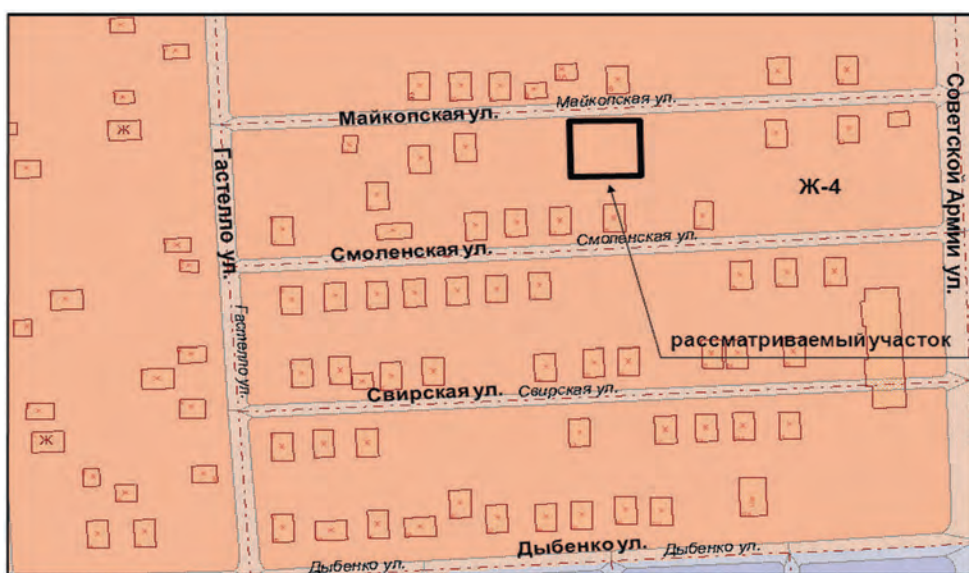 Майкопская ул.
Майкопская ул.
Советской Армии ул.
Ж
Гастелло ул.
Ж-4
Смоленская ул.
Смоленская ул.
Гастелло ул.
рассматриваемый участок
Свирская ул.
Свирская ул.
Ж
Дыбенко ул.
Дыбенко ул.
Дыбенко ул.